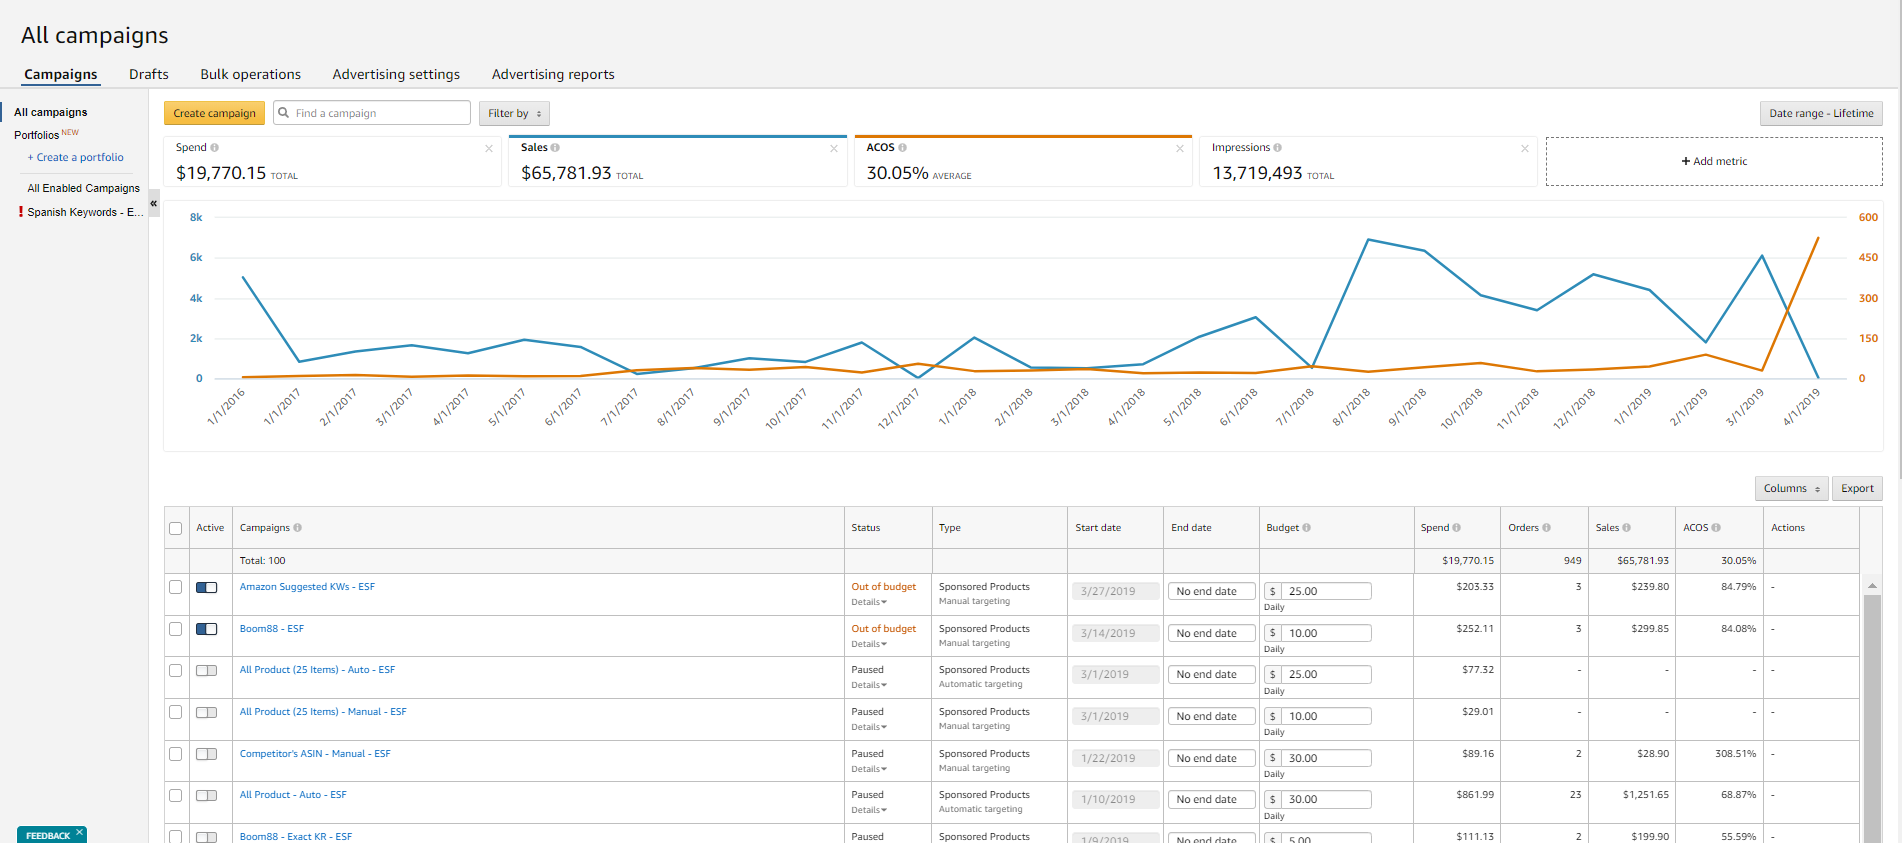 All campaigns
Campaigns Drafts Bulk operations Advertising settings Advertising reports
All campaigns
Portfolios NEW
+ Create a portfolio
All Enabled Campaigns
! Spanish Keywords - E...
«
Create campaign Find a campaign Filter by Date range - Lifetime
Spend Sales ACOS Impressions
$19,770.15 TOTAL $65,781.93 TOTAL 30.05% AVERAGE 13,719,493 TOTAL + Add metric
8k 600
6k 450
4k 300
2k 150
0 0
1/1/2016 1/1/2017 2/1/2017 3/1/2017 4/1/2017 5/1/2017 6/1/2017 7/1/2017 8/1/2017 9/1/2017 10/1/2017 11/1/2017 12/1/2017 1/1/2018 2/1/2018 3/1/2018 4/1/2018 5/1/2018 6/1/2018 7/1/2018 8/1/2018 9/1/2018 10/1/2018 11/1/2018 12/1/2018 1/1/2019 2/1/2019 3/1/2019 4/1/2019
Columns Export
Active Campaigns Status Type Start date End date Budget Spend Orders Sales ACOS Actions
Total: 100 $19,770.15 949 $65,781.93 30.05%
Amazon Suggested KWs - ESF Out of budget Sponsored Products 3/27/2019 No end date $ 25.00 $203.33 3 $239.80 84.79% -
Details Manual targeting Daily
Boom88 - ESF Out of budget Sponsored Products 3/14/2019 No end date $ 10.00 $252.11 3 $299.85 84.08% -
Details Manual targeting Daily
All Product (25 Items) - Auto - ESF Paused Sponsored Products 3/1/2019 No end date $ 25.00 $77.32 - - - -
Details Automatic targeting Daily
All Product (25 Items) - Manual - ESF Paused Sponsored Products 3/1/2019 No end date $ 10.00 $29.01 - - - -
Details Manual targeting Daily
Competitor's ASIN - Manual - ESF Paused Sponsored Products 1/22/2019 No end date $ 30.00 $89.16 2 $28.90 308.51% -
Details Manual targeting Daily
All Product - Auto - ESF Paused Sponsored Products 1/10/2019 No end date $ 30.00 $861.99 23 $1,251.65 68.87% -
Details Automatic targeting Daily
Boom88 - Exact KR - ESF Paused Sponsored Products 1/9/2019 No end date $ 5.00 $111.13 2 $199.90 55.59% -
FEEDBACK